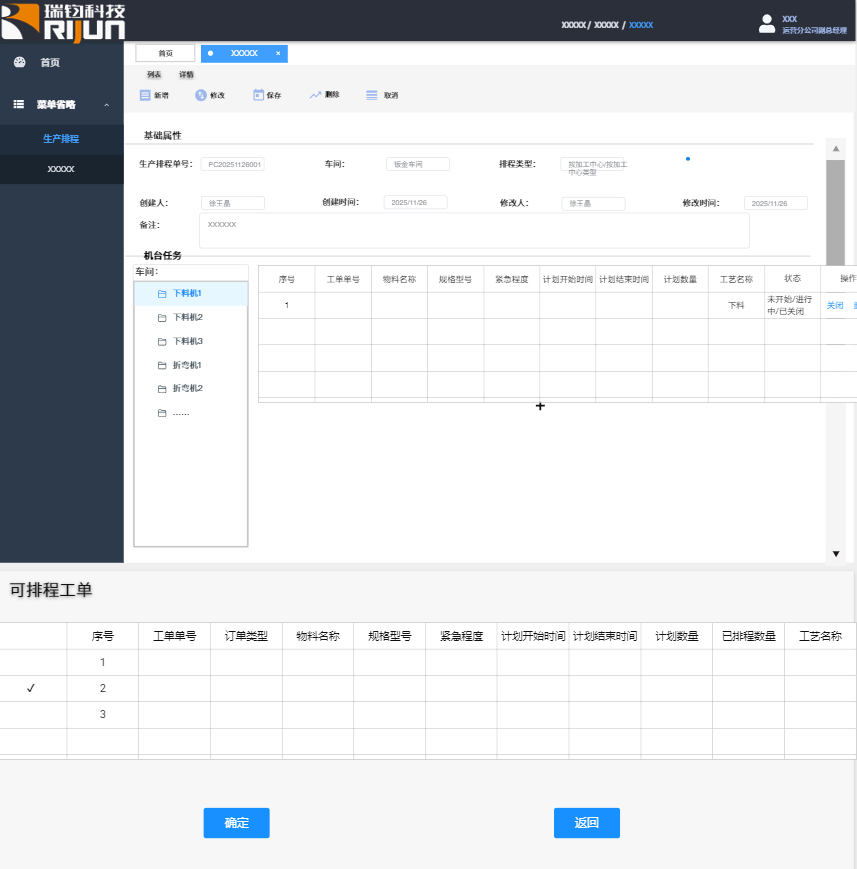 瑞钧科技
RIJUN
XXXXX / XXXXX / XXXXX
XXX
运营分公司副总经理
首页
菜单省略
生产排程
XXXXX
首页
XXXXX ×
列表 详情
新增 修改 保存 删除 取消
基础属性
生产排程单号： PC20251126001 车间： 钣金车间 排程类型： 按加工中心/按加工
中心类型
创建人： 徐王晶 创建时间： 2025/11/26 修改人： 徐王晶 修改时间： 2025/11/26
备注： XXXXXX
机台任务
车间：
下料机1
下料机2
下料机3
折弯机1
折弯机2
……
序号 工单单号 物料名称 规格型号 紧急程度 计划开始时间 计划结束时间 计划数量 工艺名称 状态 操作
1 下料 未开始/进行
中/已关闭 关闭
可排程工单
序号 工单单号 订单类型 物料名称 规格型号 紧急程度 计划开始时间 计划结束时间 计划数量 已排程数量 工艺名称
1
✓ 2
3
确定 返回